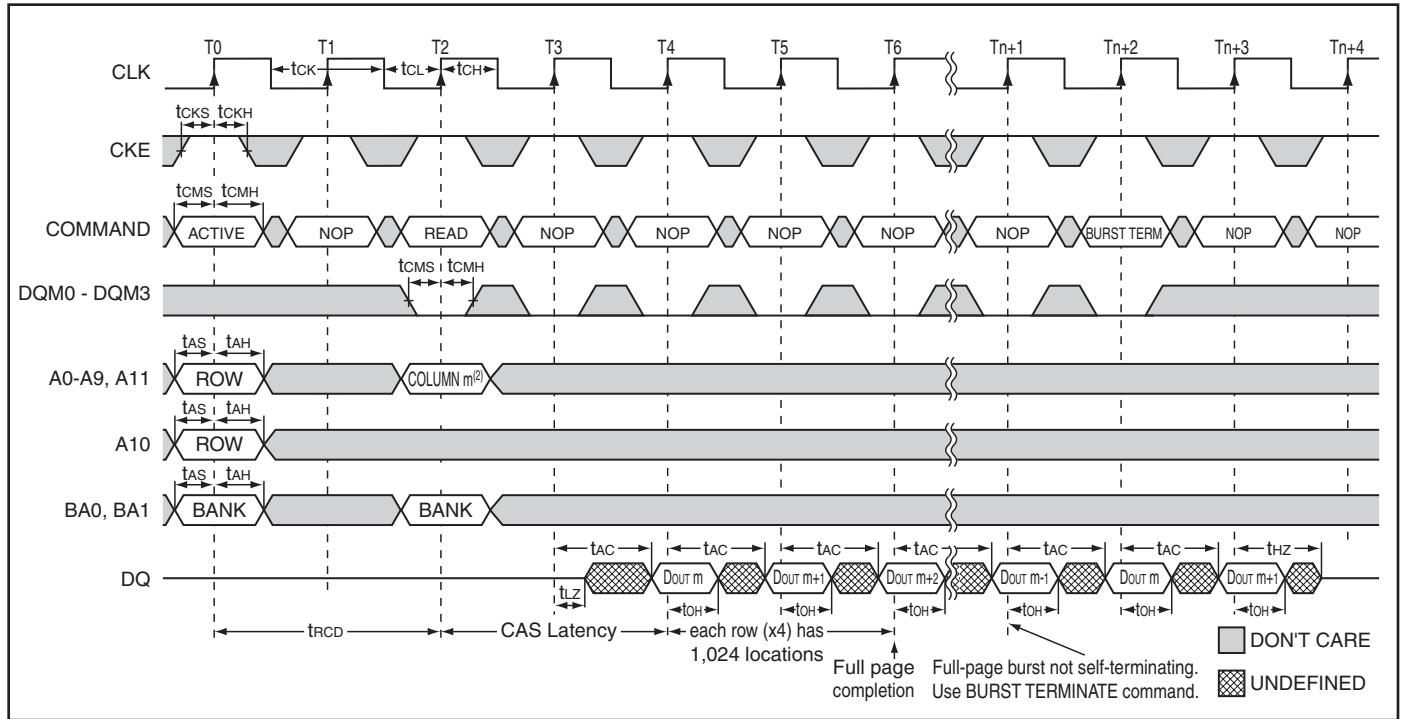 T0 T1 T2 T3 T4 T5 T6 Tn+1 Tn+2 Tn+3 Tn+4
CLK tCK tCL tCH
tCKS tCKH
CKE
tCMS tCMH
COMMAND ACTIVE NOP READ NOP NOP NOP NOP NOP BURST TERM NOP NOP
tCMS tCMH
DQM0 - DQM3
tAS tAH
A0-A9, A11 ROW COLUMN m(2)
tAS tAH
A10 ROW
tAS tAH
BA0, BA1 BANK BANK
tAC tAC tAC tAC tAC tAC tHZ
DQ DOUT m DOUT m+1 DOUT m+2 DOUT m-1 DOUT m DOUT m+1
tLZ tOH tOH tOH tOH tOH tOH
tRCD CAS Latency each row (x4) has
1,024 locations
Full page
completion
Full-page burst not self-terminating.
Use BURST TERMINATE command.
DON'T CARE
UNDEFINED